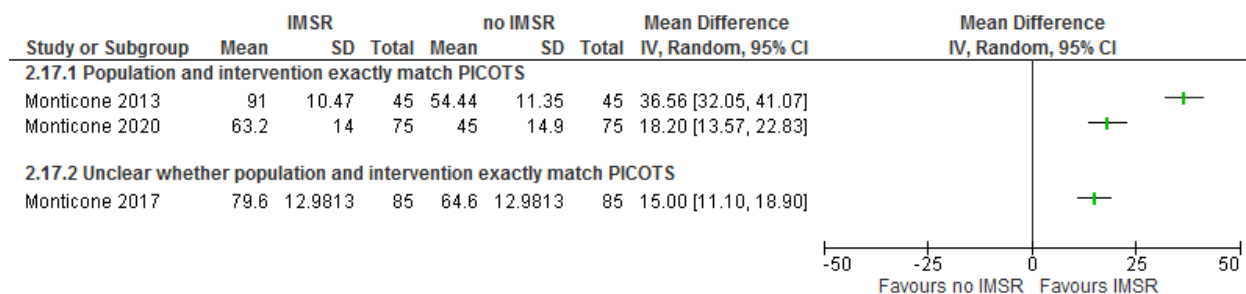 IMSR no IMSR Mean Difference Mean Difference
Study or Subgroup Mean SD Total Mean SD Total IV, Random, 95% CI IV, Random, 95% CI
2.17.1 Population and intervention exactly match PICOTS
Monticone 2013 91 10.47 45 54.44 11.35 45 36.56 [32.05, 41.07]
Monticone 2020 63.2 14 75 45 14.9 75 18.20 [13.57, 22.83]
2.17.2 Unclear whether population and intervention exactly match PICOTS
Monticone 2017 79.6 12.9813 85 64.6 12.9813 85 15.00 [11.10, 18.90]
-50 -25 0 25 50
Favours no IMSR Favours IMSR